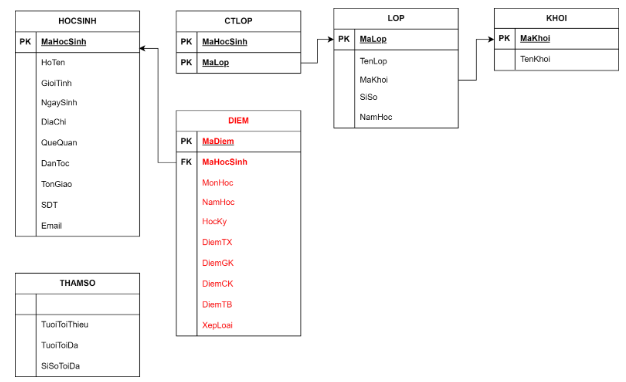 HOCSINH
PK MaHocSinh
HoTen
GioiTinh
NgaySinh
DiaChi
QueQuan
DanToc
TonGiao
SDT
Email
CTLOP
PK MaHocSinh
PK MaLop
LOP
PK MaLop
TenLop
MaKhoi
SiSo
NamHoc
KHOI
PK MaKhoi
TenKhoi
DIEM
PK MaDiem
FK MaHocSinh
MonHoc
NamHoc
HocKy
DiemTX
DiemGK
DiemCK
DiemTB
XepLoai
THAMSO
TuoiToiThieu
TuoiToiDa
SiSoToiDa